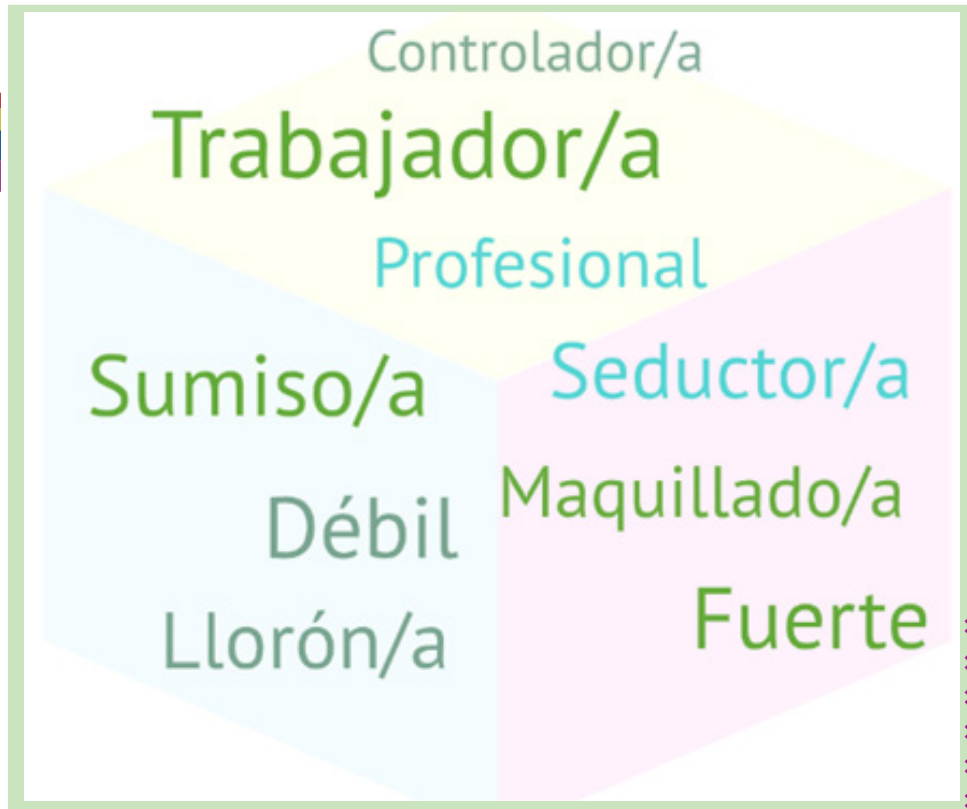 Controlador/a
Trabajador/a
Profesional
Seductor/a
Sumiso/a
Maquillado/a
Débil
Fuerte
Llorón/a